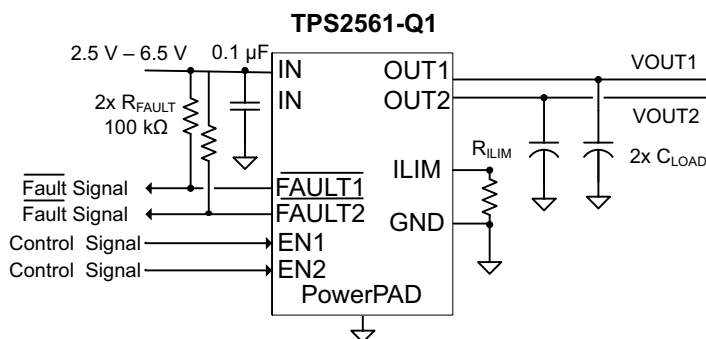 TPS2561-Q1
2.5 V – 6.5 V
0.1 µF
IN
IN
OUT1
OUT2
VOUT1
VOUT2
2x RFAULT
100 kΩ
RILIM
2x CLOAD
ILIM
GND
Fault Signal
FAULT1
Fault Signal
FAULT2
Control Signal
EN1
Control Signal
EN2
PowerPAD